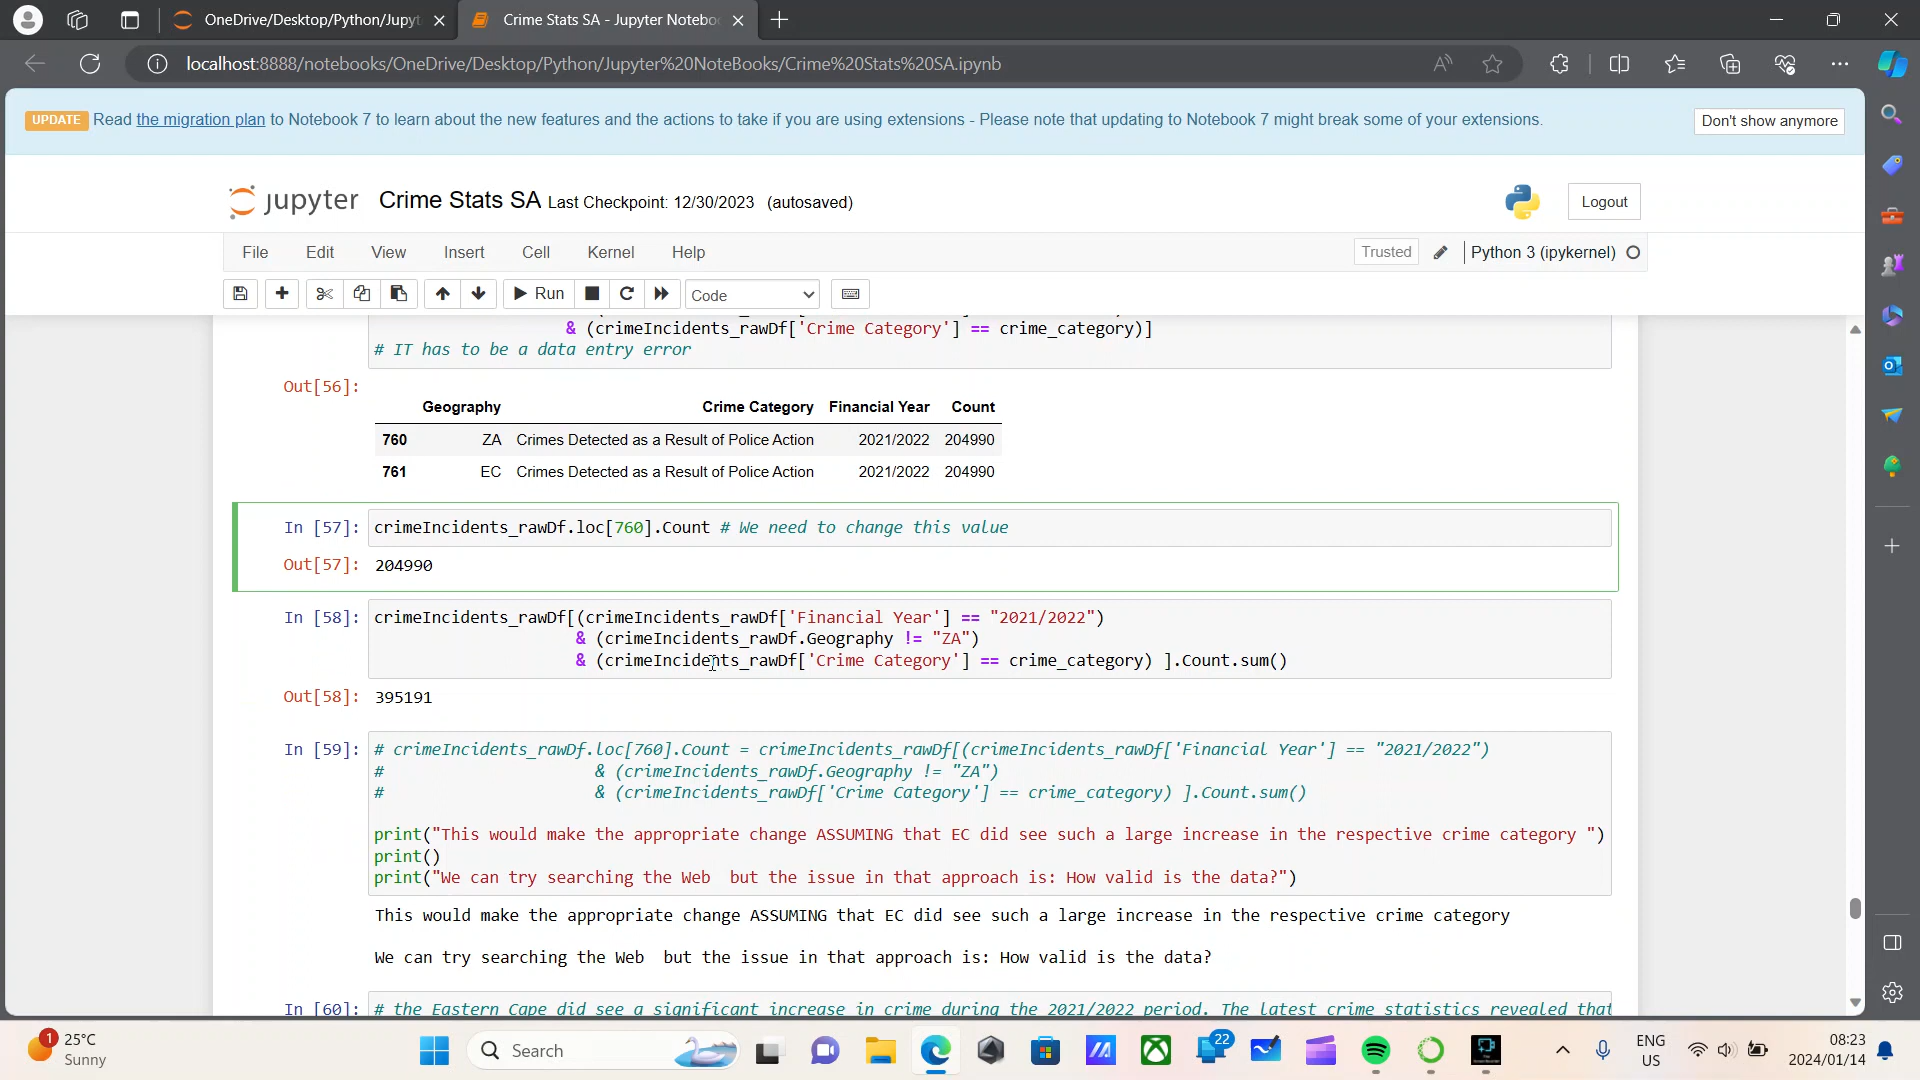 OneDrive/Desktop/Python/Jupyt
Crime Stats SA - Jupyter Notebo
localhost:8888/notebooks/OneDrive/Desktop/Python/Jupyter%20NoteBooks/Crime%20Stats%20SA.ipynb
UPDATE Read the migration plan to Notebook 7 to learn about the new features and the actions to take if you are using extensions - Please note that updating to Notebook 7 might break some of your extensions.
Don't show anymore
jupyter Crime Stats SA Last Checkpoint: 12/30/2023 (autosaved)
Logout
File Edit View Insert Cell Kernel Help
Trusted Python 3 (ipykernel)
Run Code
& (crimeIncidents_rawDf['Crime Category'] == crime_category)]
# IT has to be a data entry error
Out[56]:
Geography Crime Category Financial Year Count
760 ZA Crimes Detected as a Result of Police Action 2021/2022 204990
761 EC Crimes Detected as a Result of Police Action 2021/2022 204990
In [57]: crimeIncidents_rawDf.loc[760].Count # We need to change this value
Out[57]: 204990
In [58]: crimeIncidents_rawDf[(crimeIncidents_rawDf['Financial Year'] == "2021/2022")
& (crimeIncidents_rawDf.Geography != "ZA")
& (crimeIncidents_rawDf['Crime Category'] == crime_category) ].Count.sum()
Out[58]: 395191
In [59]: # crimeIncidents_rawDf.loc[760].Count = crimeIncidents_rawDf[(crimeIncidents_rawDf['Financial Year'] == "2021/2022")
# & (crimeIncidents_rawDf.Geography != "ZA")
# & (crimeIncidents_rawDf['Crime Category'] == crime_category) ].Count.sum()
print("This would make the appropriate change ASSUMING that EC did see such a large increase in the respective crime category ")
print()
print("We can try searching the Web  but the issue in that approach is: How valid is the data?")
This would make the appropriate change ASSUMING that EC did see such a large increase in the respective crime category
We can try searching the Web  but the issue in that approach is: How valid is the data?
In [60]: # the Eastern Cape did see a significant increase in crime during the 2021/2022 period. The latest crime statistics revealed that
1
25°C
Sunny
Search
22
ENG
US
08:23
2024/01/14